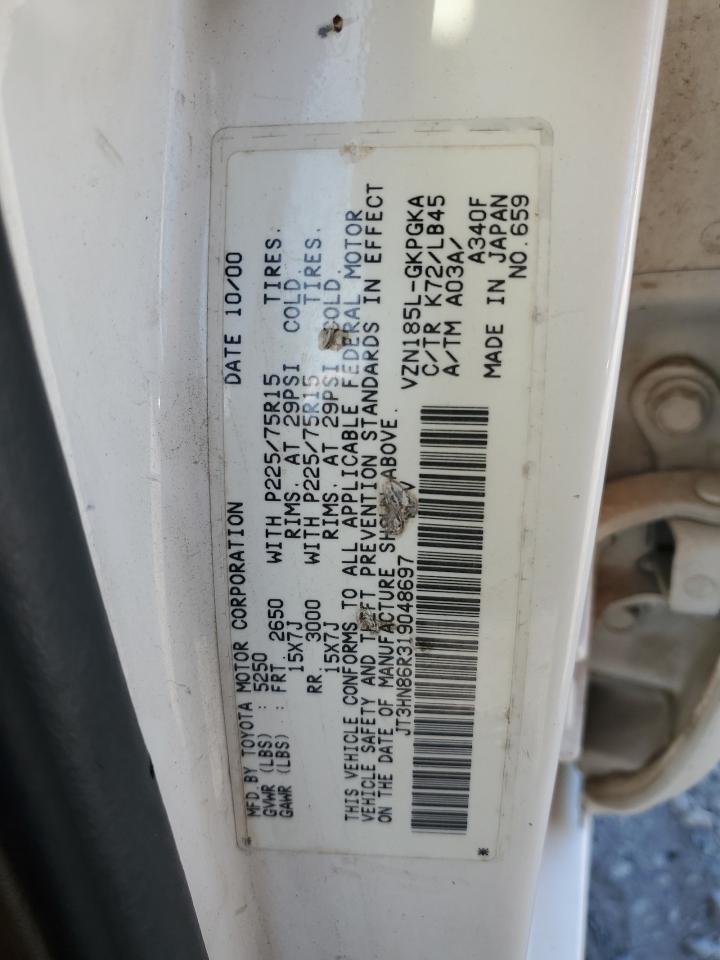 MFD BY TOYOTA MOTOR CORPORATION DATE 10/00
GVWR (LBS) : 5250
GAWR (LBS) : FRT. 2650 WITH P225/75R15 TIRES.
15X7J RIMS. AT 29PSI COLD.
RR. 3000 WITH P225/75R15 TIRES.
15X7J RIMS. AT 29PSI COLD.
THIS VEHICLE CONFORMS TO ALL APPLICABLE FEDERAL MOTOR
VEHICLE SAFETY AND THEFT PREVENTION STANDARDS IN EFFECT
ON THE DATE OF MANUFACTURE ABOVE.
JT3HN86R319048697
VZN185L-GKPGKA
C/TR K72/LB45
A/TM A03A/
A340F
MADE IN JAPAN
NO.659